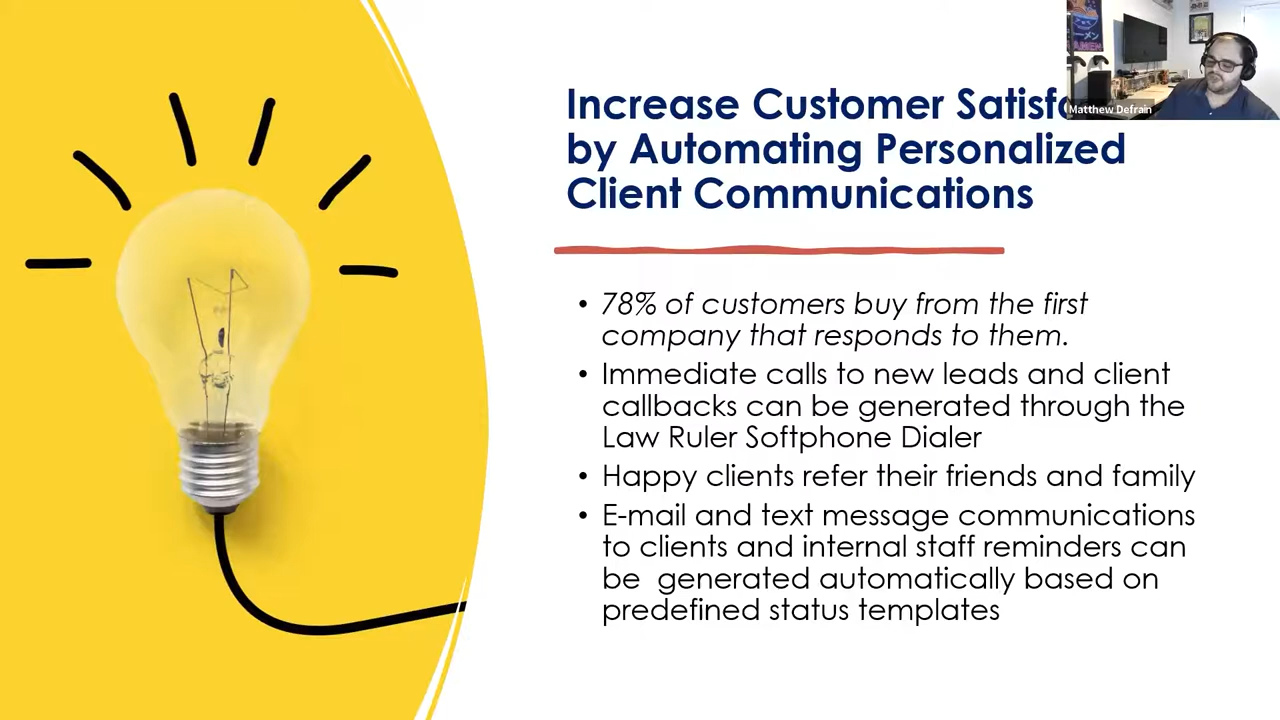 Increase Customer
by Automating Personalized
Client Communications
• 78% of customers buy from the first
company that responds to them.
• Immediate calls to new leads and client
callbacks can be generated through the
Law Ruler Softphone Dialer
• Happy clients refer their friends and family
• E-mail and text message communications
to clients and internal staff reminders can
be  generated automatically based on
predefined status templates
Matthew Defrain